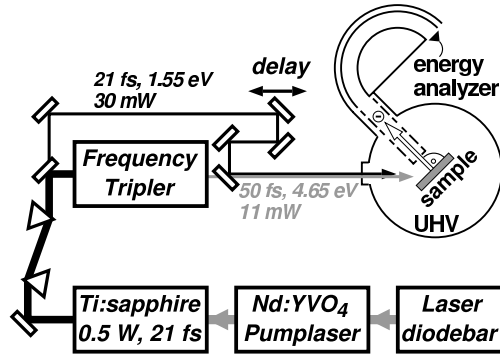 21 fs, 1.55 eV
30 mW
delay
energy
analyzer
Frequency
Tripler
50 fs, 4.65 eV
11 mW
sample
UHV
Ti:sapphire
0.5 W, 21 fs
Nd:YVO₄
Pumplaser
Laser
diodebar